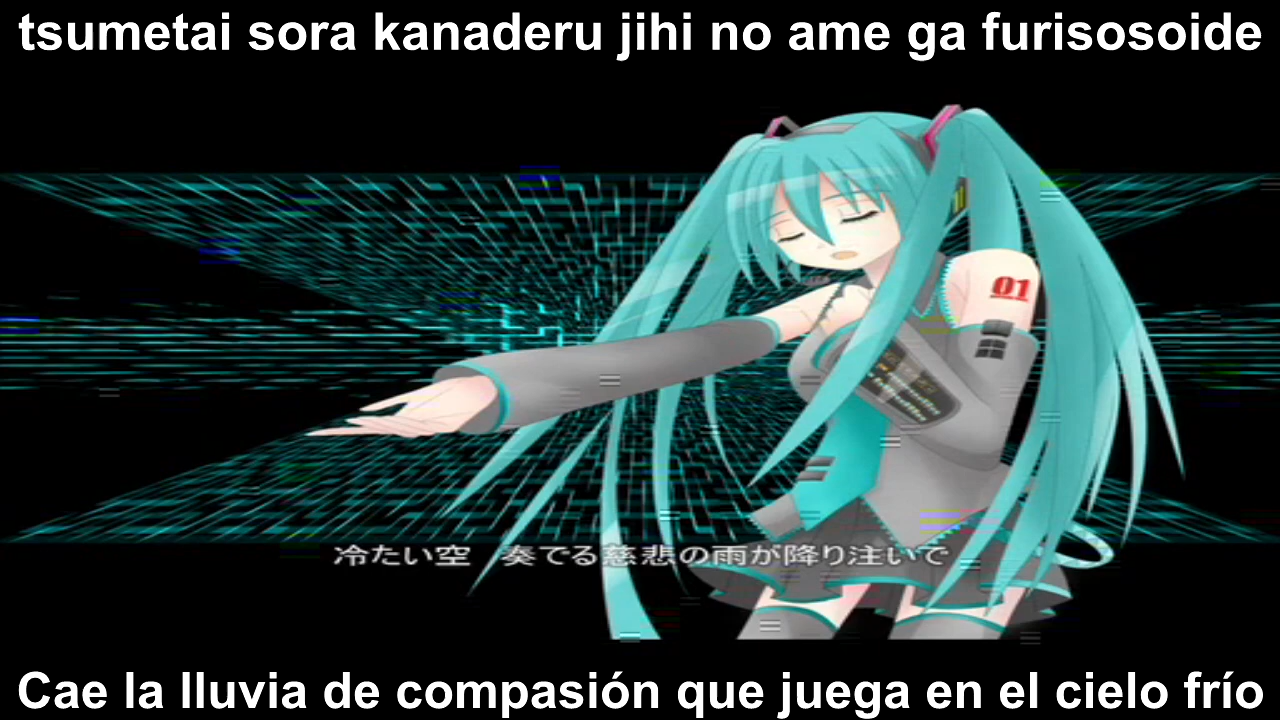 tsumetai sora kanaderu jihi no ame ga furisosoide
01
冷たい空 奏でる慈悲の雨が降り注いで
Cae la lluvia de compasión que juega en el cielo frío